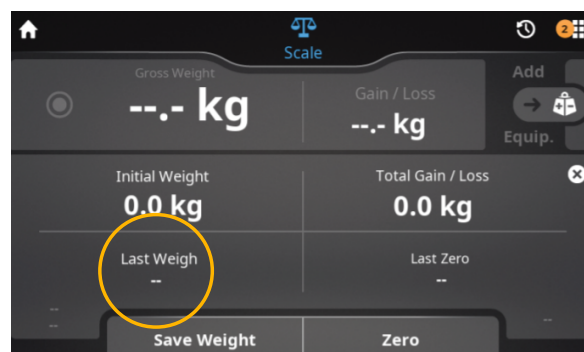 2
Scale
Gross Weight
--.- kg
Gain / Loss
--.- kg
Add
Equip.
Initial Weight
0.0 kg
Total Gain / Loss
0.0 kg
Last Weigh
--
Last Zero
--
--
--
--
Save Weight
Zero